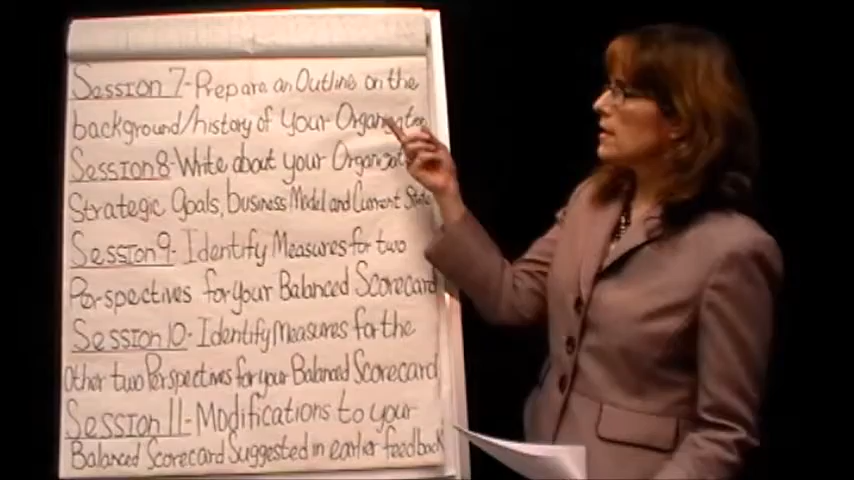 Session 7-Prepare an Outline on the
background/history of your Organization
Session 8-Write about your Organizat
Strategic Goals, business Model and Current State
Session 9-Identify Measures for two
Perspectives for your Balanced Scorecard
Session 10-Identify Measures for the
Other two Perspectives for your Balanced Scorecard
Session 11-Modifications to your
Balanced Scorecard Suggested in earlier feedback